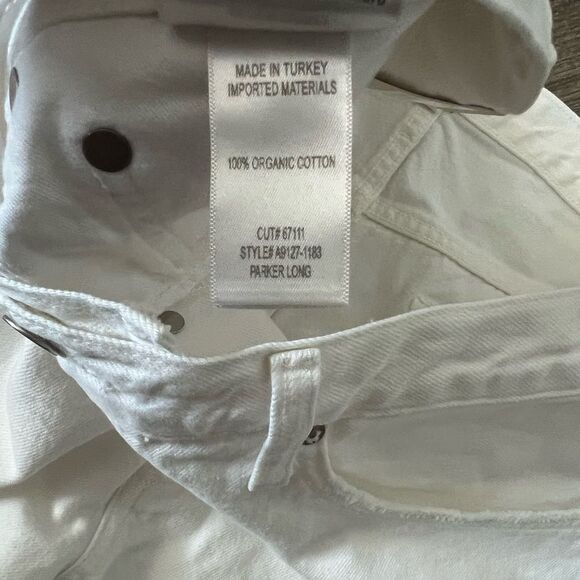 MADE IN TURKEY
IMPORTED MATERIALS
100% ORGANIC COTTON
CUT# 67111
STYLE# A9127-1183
PARKER LONG